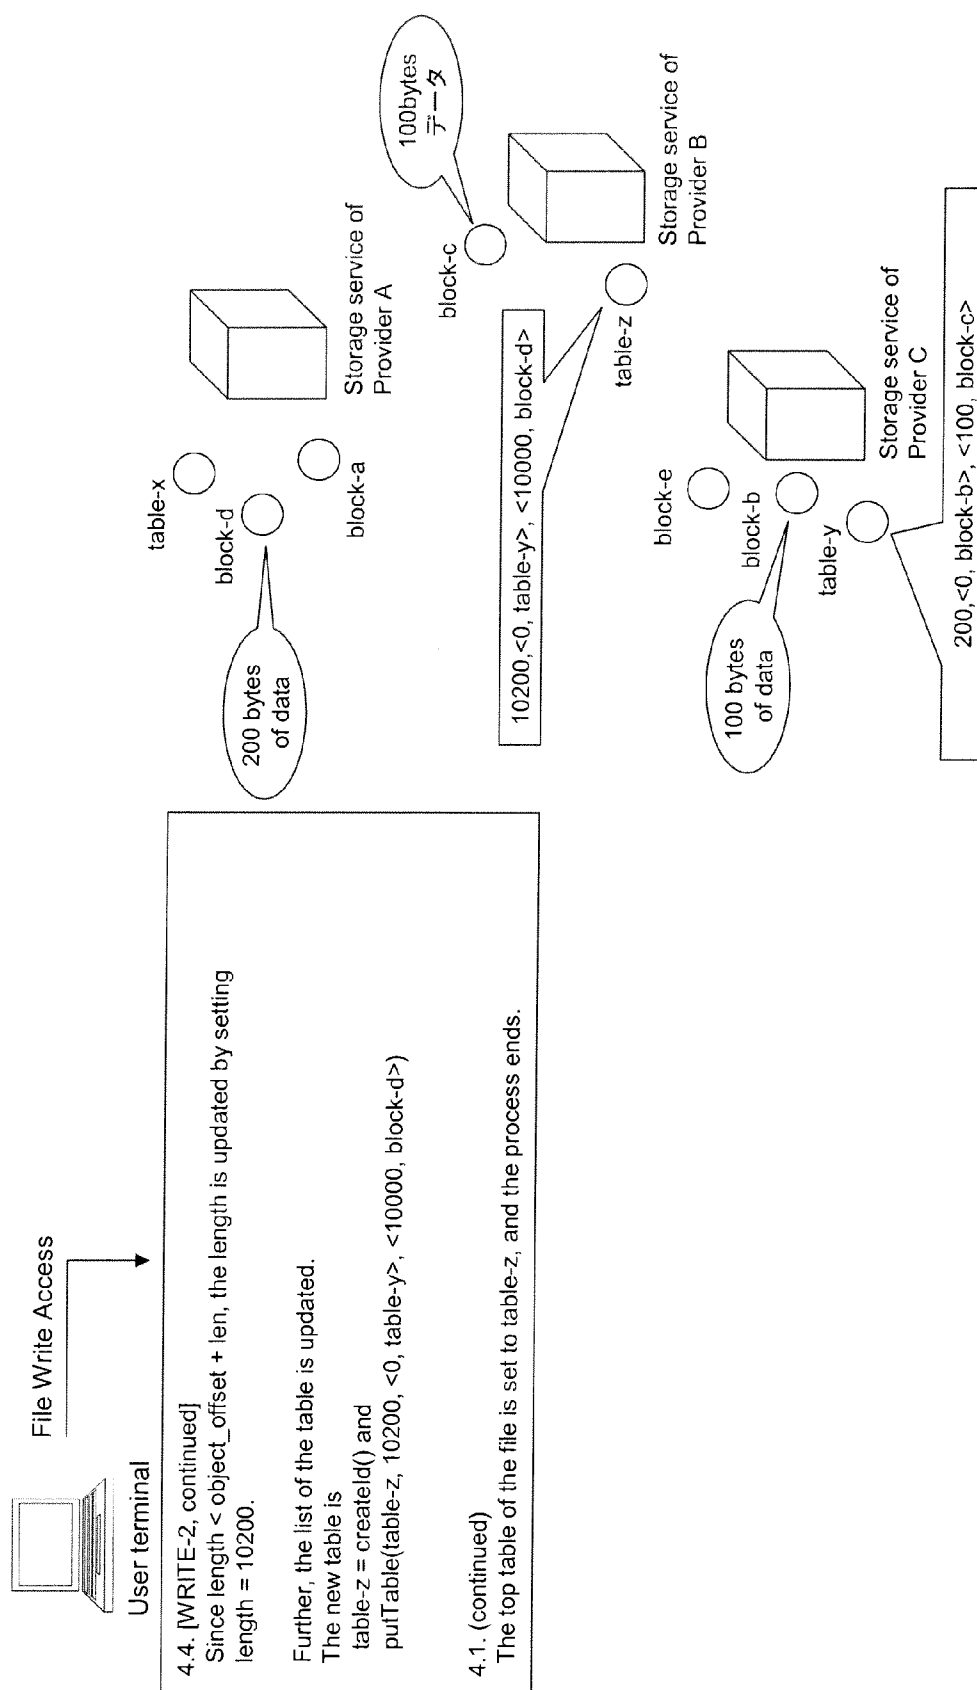 File Write Access
User terminal
4.4. [WRITE-2, continued]
Since length < object_offset + len, the length is updated by setting
length = 10200.
Further, the list of the table is updated.
The new table is
table-z = createId() and
putTable(table-z, 10200, <0, table-y>, <10000, block-d>)
4.1. (continued)
The top table of the file is set to table-z, and the process ends.
200 bytes
of data
table-x
block-d
block-a
Storage service of
Provider A
10200,<0, table-y>, <10000, block-d>
table-z
block-c
100bytes
データ
Storage service of
Provider B
100 bytes
of data
block-e
block-b
table-y
Storage service of
Provider C
200,<0, block-b>, <100, block-c>